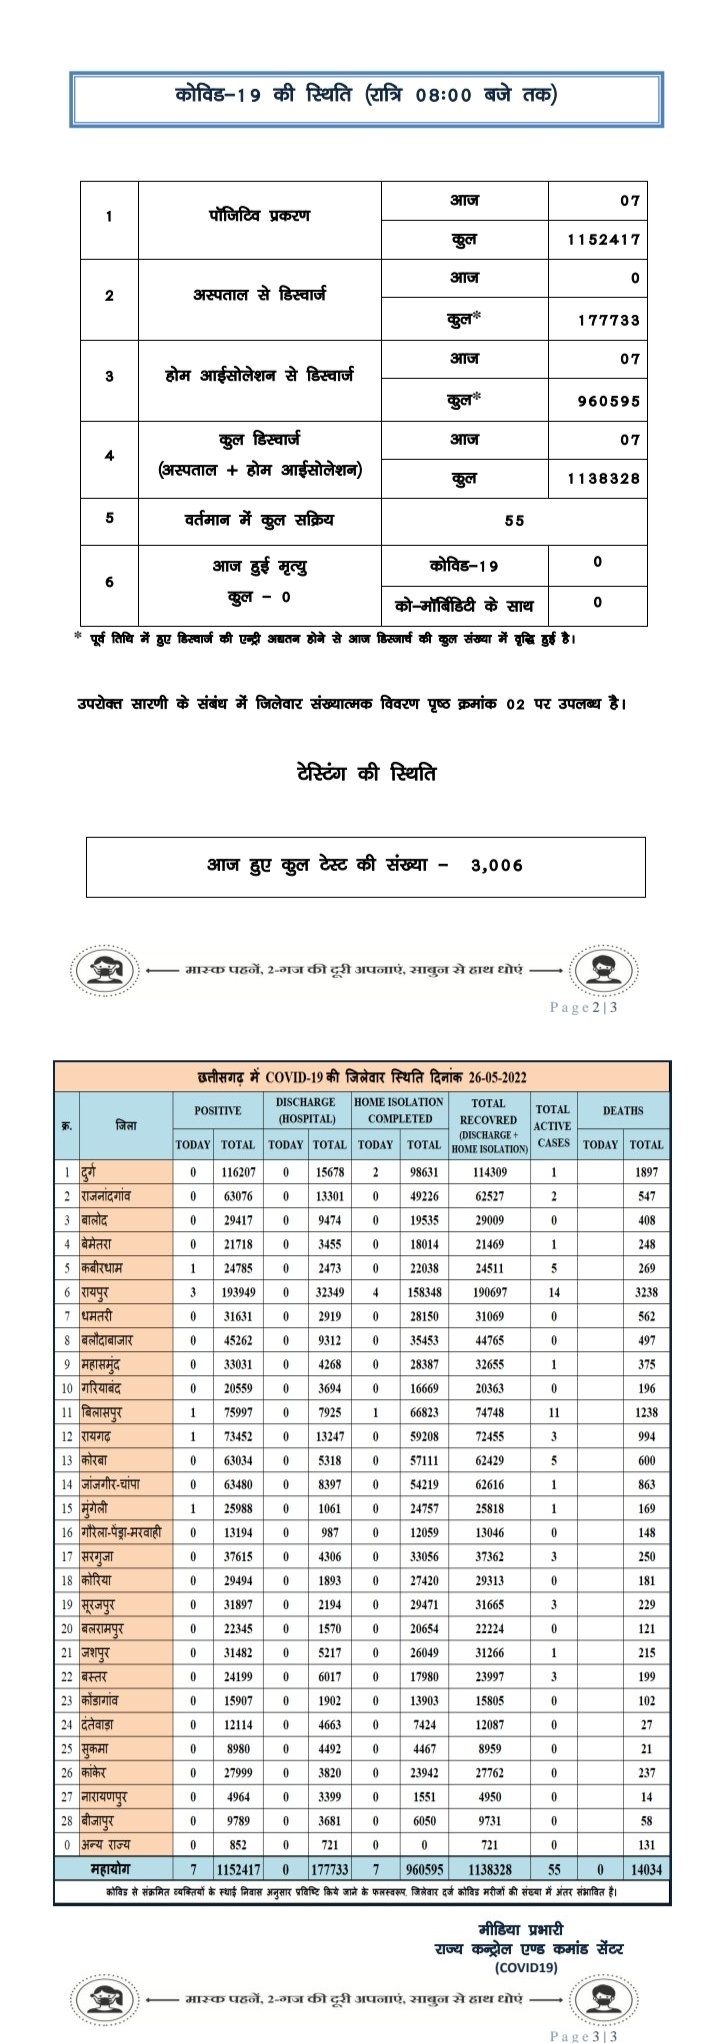 कोविड–19 की स्थिति (रात्रि 08:00 बजे तक)
1 पॉजिटिव प्रकरण आज 07
कुल 1152417
2 अस्पताल से डिस्चार्ज आज 0
कुल* 177733
3 होम आईसोलेशन से डिस्चार्ज आज 07
कुल* 960595
4 कुल डिस्चार्ज (अस्पताल + होम आईसोलेशन) आज 07
कुल 1138328
5 वर्तमान में कुल सक्रिय 55
6 आज हुई मृत्यु कुल – 0 कोविड–19 0
को–मॉर्बिडिटी के साथ 0
* पूर्व तिथि में हुए डिस्चार्ज की एन्ट्री अद्यतन होने से आज डिस्जार्च की कुल संख्या में वृद्धि हुई है।
उपरोक्त सारणी के संबंध में जिलेवार संख्यात्मक विवरण पृष्ठ क्रमांक 02 पर उपलब्ध है।
टेस्टिंग की स्थिति
आज हुए कुल टेस्ट की संख्या – 3,006
मास्क पहनें, 2-गज की दूरी अपनाएं, साबुन से हाथ धोएं
Page2|3
छत्तीसगढ़ में COVID-19 की जिलेवार स्थिति दिनांक 26-05-2022
क्र. जिला POSITIVE DISCHARGE (HOSPITAL) HOME ISOLATION COMPLETED TOTAL RECOVRED (DISCHARGE + HOME ISOLATION) TOTAL ACTIVE CASES DEATHS
TODAY TOTAL TODAY TOTAL TODAY TOTAL TODAY TOTAL
1 दुर्ग 0 116207 0 15678 2 98631 114309 1 1897
2 राजनांदगांव 0 63076 0 13301 0 49226 62527 2 547
3 बालोद 0 29417 0 9474 0 19535 29009 0 408
4 बेमेतरा 0 21718 0 3455 0 18014 21469 1 248
5 कबीरधाम 1 24785 0 2473 0 22038 24511 5 269
6 रायपुर 3 193949 0 32349 4 158348 190697 14 3238
7 धमतरी 0 31631 0 2919 0 28150 31069 0 562
8 बलौदाबाजार 0 45262 0 9312 0 35453 44765 0 497
9 महासमुंद 0 33031 0 4268 0 28387 32655 1 375
10 गरियाबंद 0 20559 0 3694 0 16669 20363 0 196
11 बिलासपुर 1 75997 0 7925 1 66823 74748 11 1238
12 रायगढ़ 1 73452 0 13247 0 59208 72455 3 994
13 कोरबा 0 63034 0 5318 0 57111 62429 5 600
14 जांजगीर-चांपा 0 63480 0 8397 0 54219 62616 1 863
15 मुंगेली 1 25988 0 1061 0 24757 25818 1 169
16 गौरेला-पेंड्रा-मरवाही 0 13194 0 987 0 12059 13046 0 148
17 सरगुजा 0 37615 0 4306 0 33056 37362 3 250
18 कोरिया 0 29494 0 1893 0 27420 29313 0 181
19 सूरजपुर 0 31897 0 2194 0 29471 31665 3 229
20 बलरामपुर 0 22345 0 1570 0 20654 22224 0 121
21 जशपुर 0 31482 0 5217 0 26049 31266 1 215
22 बस्तर 0 24199 0 6017 0 17980 23997 3 199
23 कोंडागांव 0 15907 0 1902 0 13903 15805 0 102
24 दंतेवाड़ा 0 12114 0 4663 0 7424 12087 0 27
25 सुकमा 0 8980 0 4492 0 4467 8959 0 21
26 कांकेर 0 27999 0 3820 0 23942 27762 0 237
27 नारायणपुर 0 4964 0 3399 0 1551 4950 0 14
28 बीजापुर 0 9789 0 3681 0 6050 9731 0 58
0 अन्य राज्य 0 852 0 721 0 0 721 0 131
महायोग 7 1152417 0 177733 7 960595 1138328 55 0 14034
कोविड से संक्रमित व्यक्तियों के स्थाई निवास अनुसार प्रविष्टि किये जाने के फलस्वरूप, जिलेवार दर्ज कोविड मरीजों की संख्या में अंतर संभावित है।
मीडिया प्रभारी
राज्य कन्ट्रोल एण्ड कमांड सेंटर
(COVID19)
मास्क पहनें, 2-गज की दूरी अपनाएं, साबुन से हाथ धोएं
Page3|3